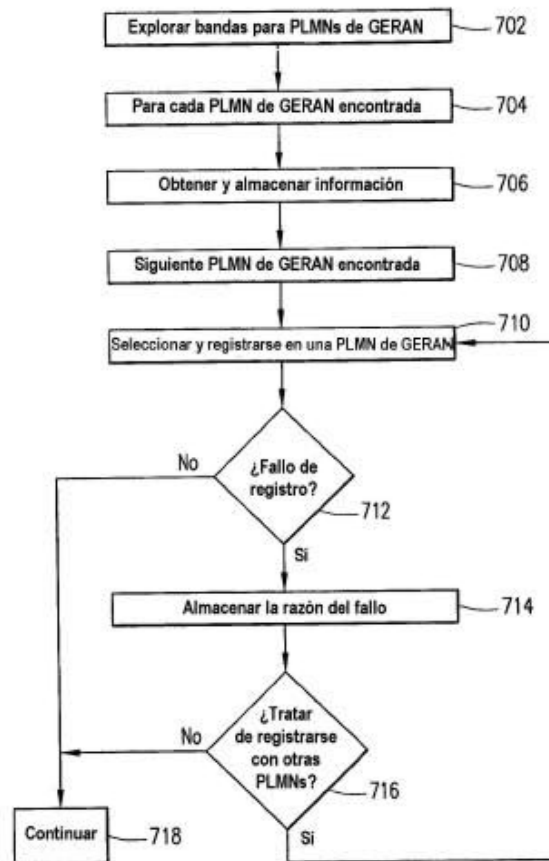 Explorar bandas para PLMNs de GERAN
702
Para cada PLMN de GERAN encontrada
704
Obtener y almacenar información
706
Siguiente PLMN de GERAN encontrada
708
710
Seleccionar y registrarse en una PLMN de GERAN
No
¿Fallo de
registro?
712
Si
Almacenar la razón del fallo
714
No
¿Tratar
de registrarse
con otras
PLMNs?
716
Continuar
718
Si